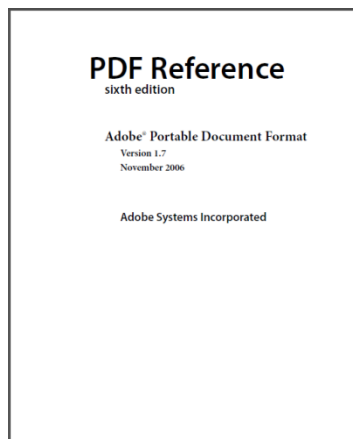 PDF Reference
sixth edition
Adobe® Portable Document Format
Version 1.7
November 2006
Adobe Systems Incorporated